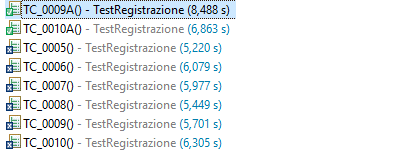 TC_0009A() - TestRegistrazione (8,488 s)
TC_0010A() - TestRegistrazione (6,863 s)
TC_0005() - TestRegistrazione (5,220 s)
TC_0006() - TestRegistrazione (6,079 s)
TC_0007() - TestRegistrazione (5,977 s)
TC_0008() - TestRegistrazione (5,449 s)
TC_0009() - TestRegistrazione (5,701 s)
TC_0010() - TestRegistrazione (6,305 s)